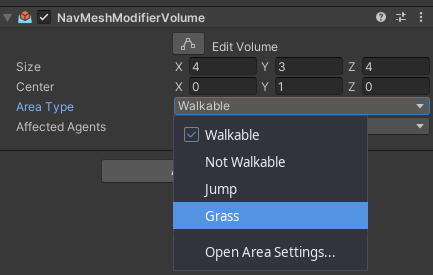 NavMeshModifierVolume
Edit Volume
Size X 4 Y 3 Z 4
Center X 0 Y 1 Z 0
Area Type Walkable
Affected Agents
Walkable
Not Walkable
Jump
Grass
Open Area Settings...